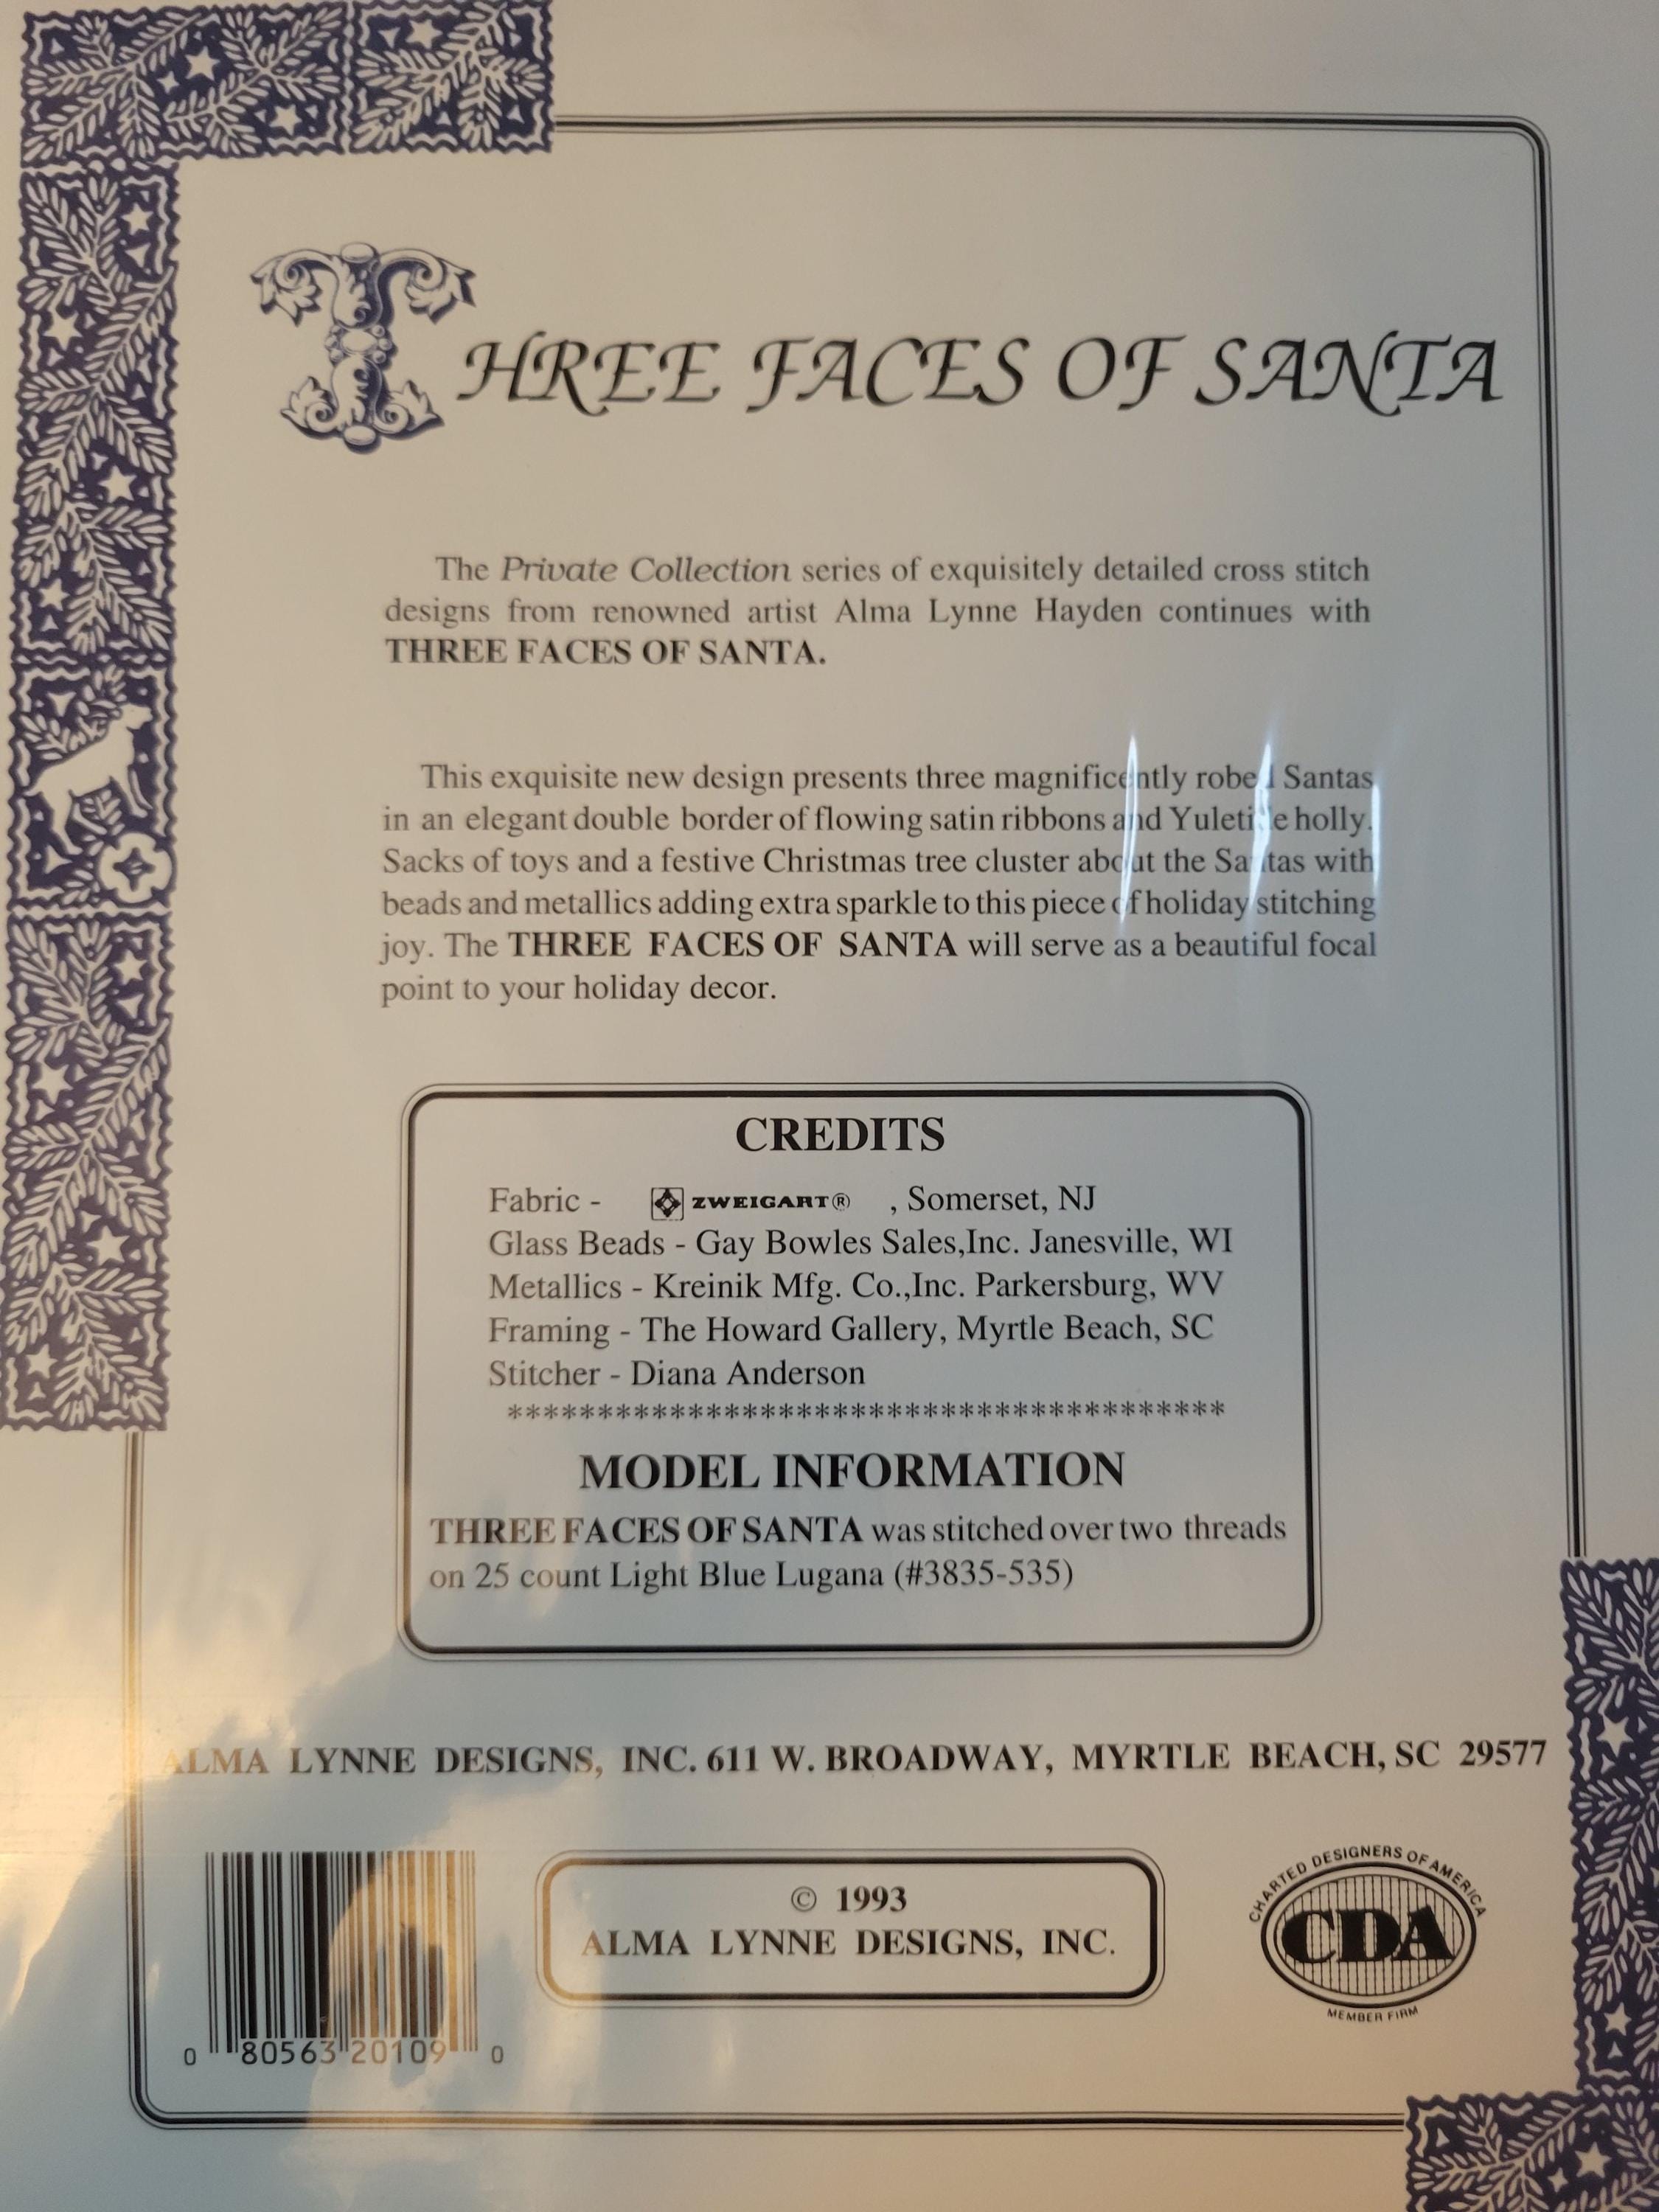 THREE FACES OF SANTA
The Private Collection series of exquisitely detailed cross stitch
designs from renowned artist Alma Lynne Hayden continues with
THREE FACES OF SANTA.
This exquisite new design presents three magnificently robed Santas
in an elegant double border of flowing satin ribbons and Yuletide holly.
Sacks of toys and a festive Christmas tree cluster about the Santas with
beads and metallics adding extra sparkle to this piece of holiday stitching
joy. The THREE FACES OF SANTA will serve as a beautiful focal
point to your holiday decor.
CREDITS
Fabric - ZWEIGART® , Somerset, NJ
Glass Beads - Gay Bowles Sales,Inc. Janesville, WI
Metallics - Kreinik Mfg. Co.,Inc. Parkersburg, WV
Framing - The Howard Gallery, Myrtle Beach, SC
Stitcher - Diana Anderson
****************************************
MODEL INFORMATION
THREE FACES OF SANTA was stitched over two threads
on 25 count Light Blue Lugana (#3835-535)
ALMA LYNNE DESIGNS, INC. 611 W. BROADWAY, MYRTLE BEACH, SC 29577
0 80563 20109 0
© 1993
ALMA LYNNE DESIGNS, INC.
CHARTED DESIGNERS OF AMERICA
CDA
MEMBER FIRM